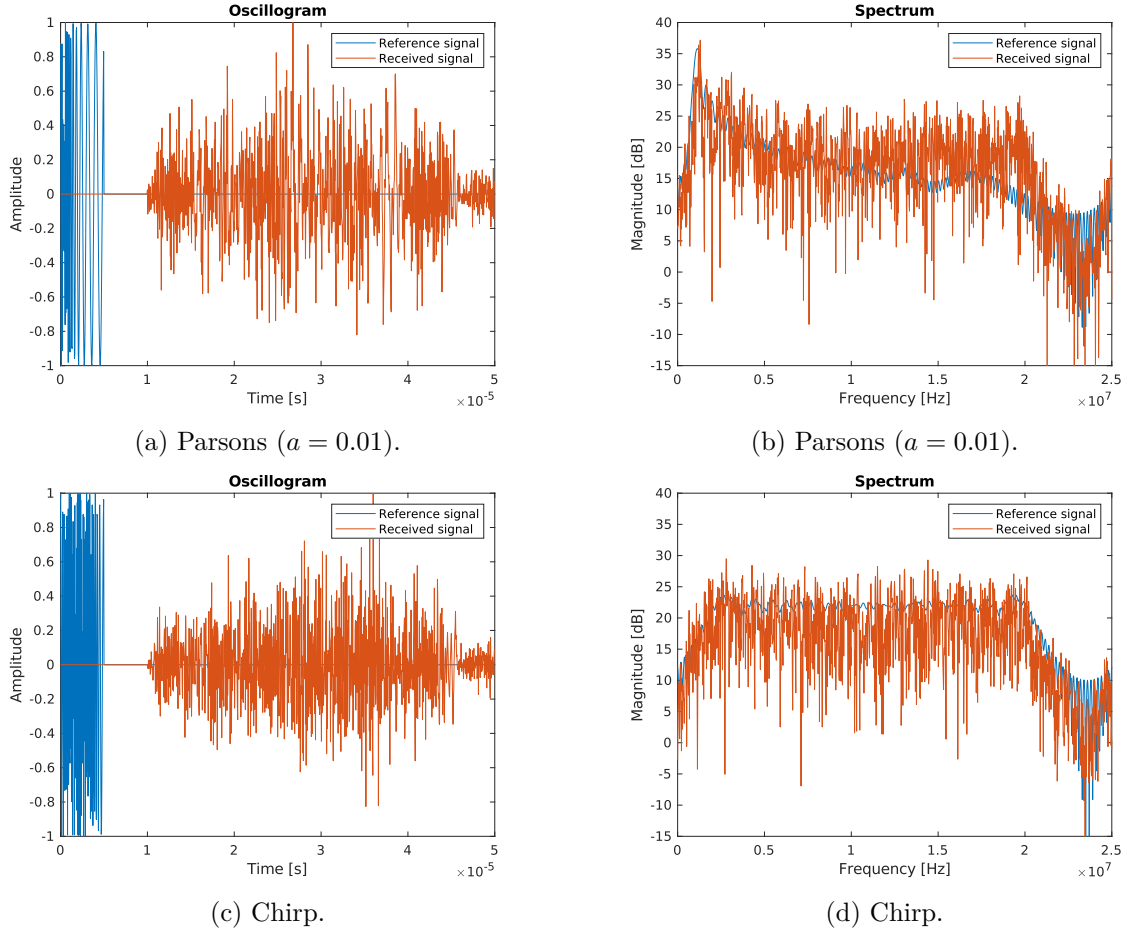 Oscillogram
Reference signal
Received signal
Amplitude
1
0.8
0.6
0.4
0.2
0
-0.2
-0.4
-0.6
-0.8
-1
0 1 2 3 4 5
Time [s]
×10⁻⁵
(a) Parsons (a = 0.01).
Spectrum
Reference signal
Received signal
Magnitude [dB]
40
35
30
25
20
15
10
5
0
-5
-10
-15
0 0.5 1 1.5 2 2.5
Frequency [Hz]
×10⁷
(b) Parsons (a = 0.01).
Oscillogram
Reference signal
Received signal
Amplitude
1
0.8
0.6
0.4
0.2
0
-0.2
-0.4
-0.6
-0.8
-1
0 1 2 3 4 5
Time [s]
×10⁻⁵
(c) Chirp.
Spectrum
Reference signal
Received signal
Magnitude [dB]
40
35
30
25
20
15
10
5
0
-5
-10
-15
0 0.5 1 1.5 2 2.5
Frequency [Hz]
×10⁷
(d) Chirp.